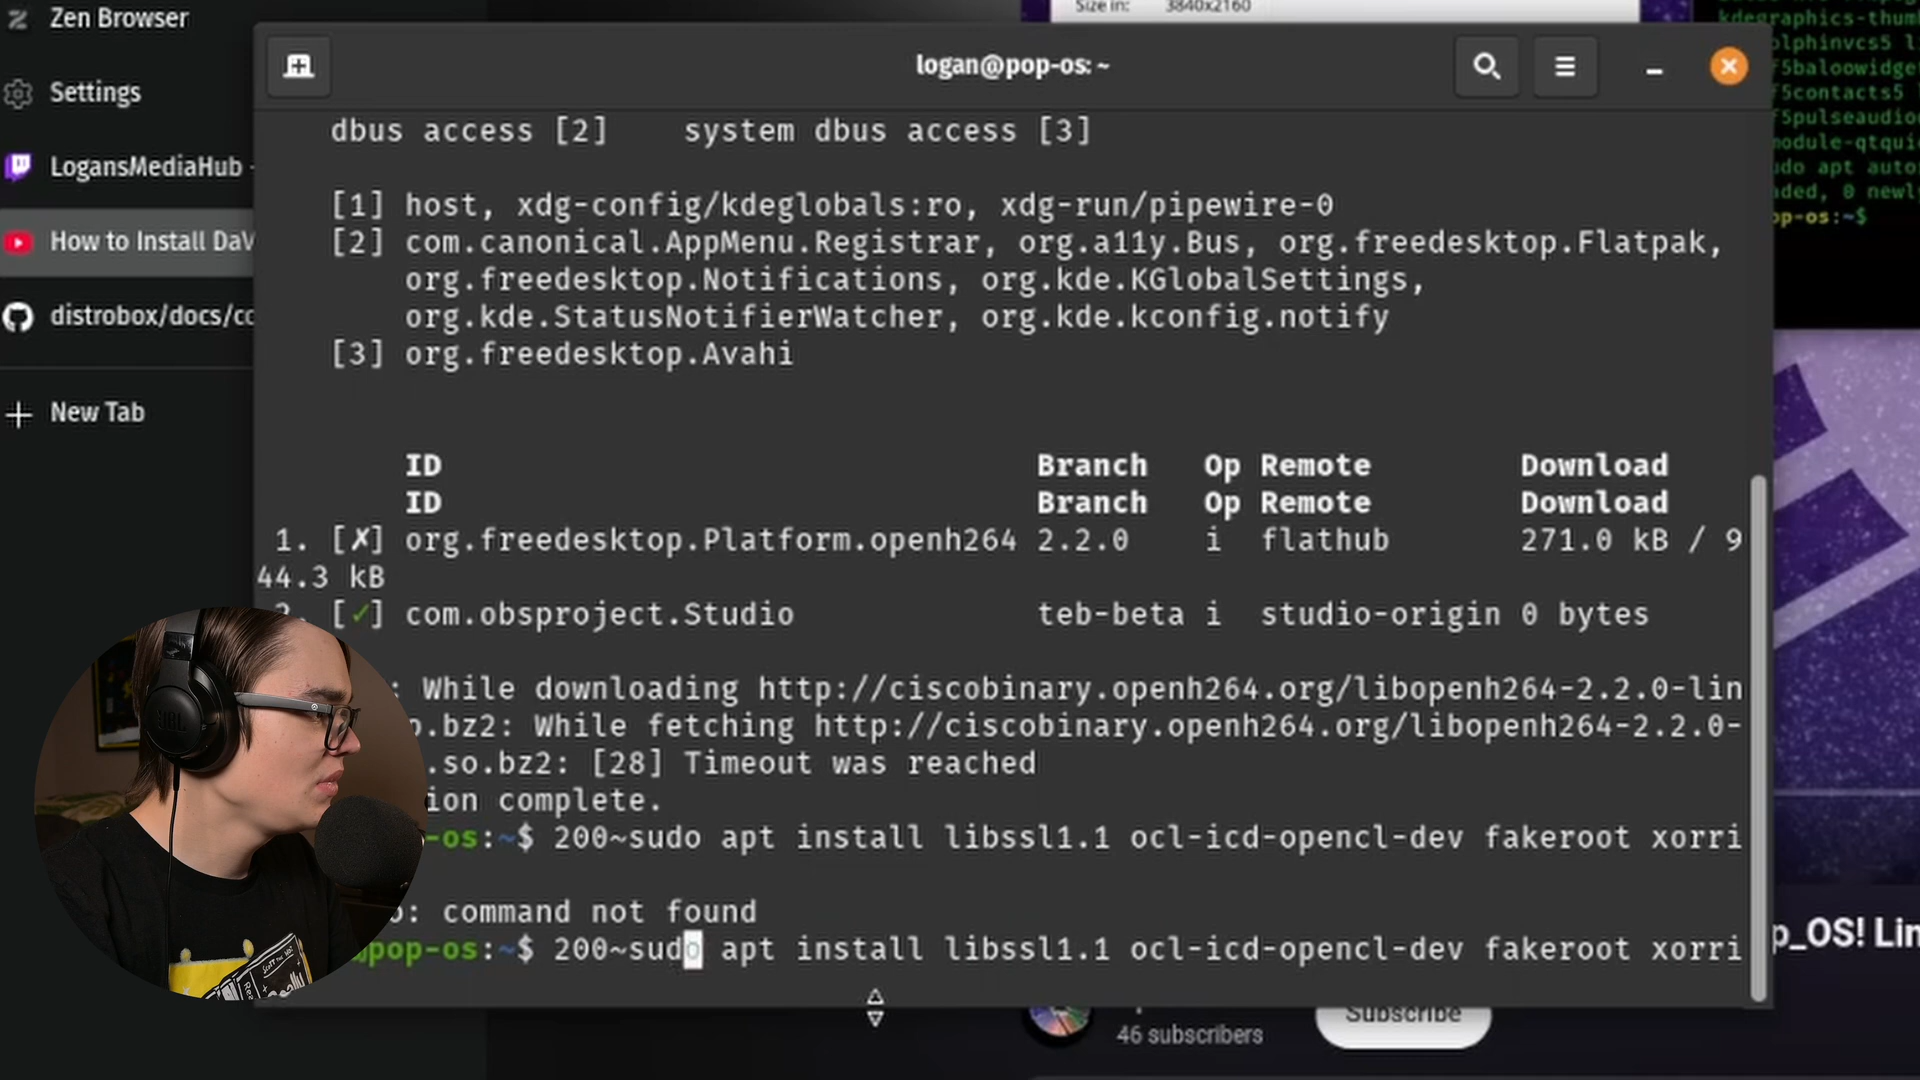 Zen Browser
Settings
LogansMediaHub -
How to Install DaV
distrobox/docs/co
New Tab
Size in: 3840x2160
logan@pop-os: ~
dbus access [2] system dbus access [3]
[1] host, xdg-config/kdeglobals:ro, xdg-run/pipewire-0
[2] com.canonical.AppMenu.Registrar, org.a11y.Bus, org.freedesktop.Flatpak,
org.freedesktop.Notifications, org.kde.KGlobalSettings,
org.kde.StatusNotifierWatcher, org.kde.kconfig.notify
[3] org.freedesktop.Avahi
ID Branch Op Remote Download
ID Branch Op Remote Download
1. [✗] org.freedesktop.Platform.openh264 2.2.0 i flathub 271.0 kB / 9
44.3 kB
2. [✓] com.obsproject.Studio teb-beta i studio-origin 0 bytes
: While downloading http://ciscobinary.openh264.org/libopenh264-2.2.0-lin
.bz2: While fetching http://ciscobinary.openh264.org/libopenh264-2.2.0-
.so.bz2: [28] Timeout was reached
ion complete.
-os:~$ 200~sudo apt install libssl1.1 ocl-icd-opencl-dev fakeroot xorri
o: command not found
@pop-os:~$ 200~sudo apt install libssl1.1 ocl-icd-opencl-dev fakeroot xorri
kdegraphics-thum
olphinvcs5 l
f5baloowidge
f5contacts5 l
f5pulseaudio
module-qtqui
udo apt auto
aded, 0 newl
op-os:~$
p_OS! Lin
46 subscribers
Subscribe
JBL